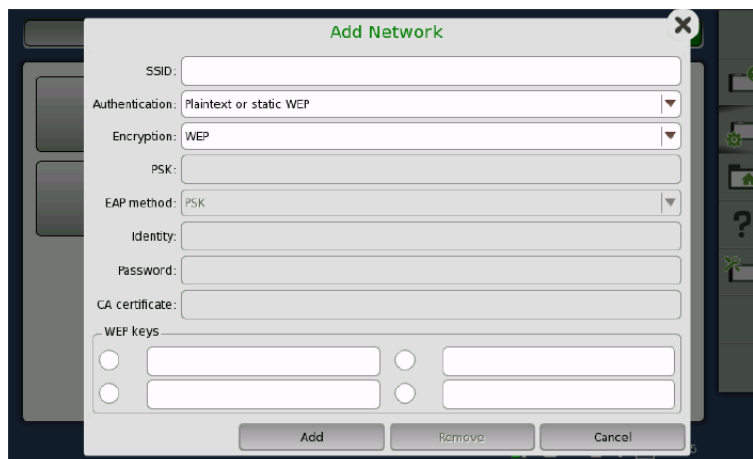 Add Network
SSID:
Authentication: Plaintext or static WEP
Encryption: WEP
PSK:
EAP method: PSK
Identity:
Password:
CA certificate:
WEP keys
Add Remove Cancel
?
5